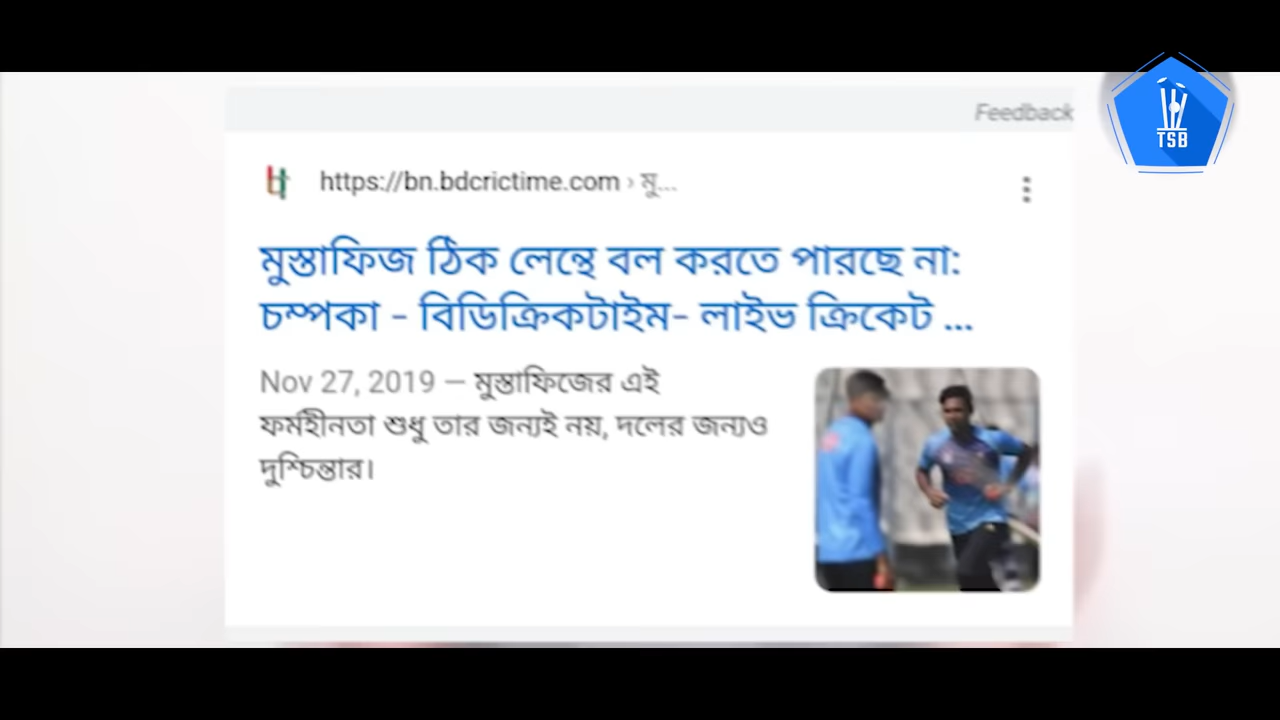 Feedback
TSB
https://bn.bdcrictime.com › মু...
মুস্তাফিজ ঠিক লেন্থে বল করতে পারছে না:
চম্পকা - বিডিক্রিকটাইম- লাইভ ক্রিকেট ...
Nov 27, 2019 — মুস্তাফিজের এই
ফর্মহীনতা শুধু তার জন্যই নয়, দলের জন্যও
দুশ্চিন্তার।